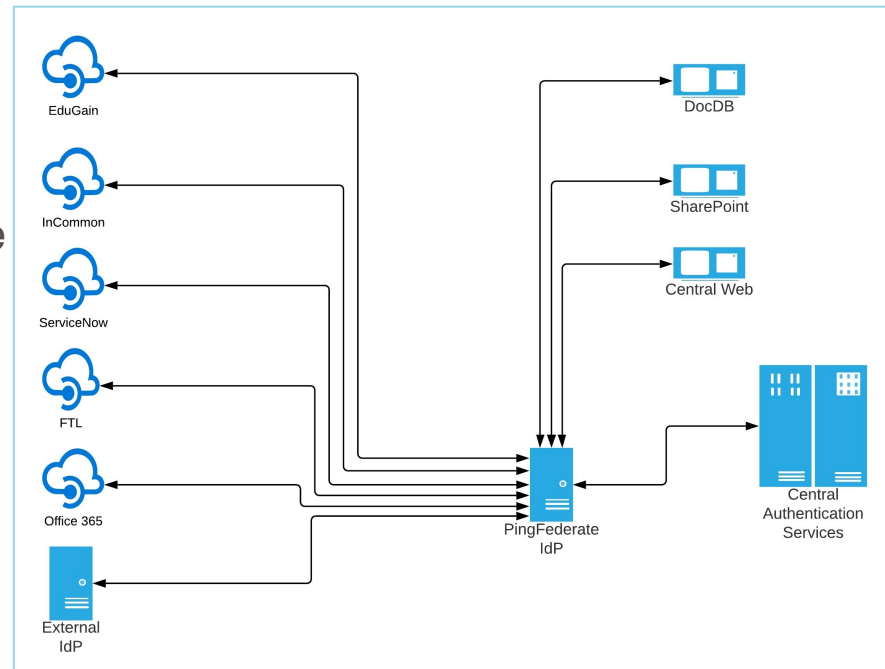 EduGain
InCommon
ServiceNow
FTL
Office 365
External
IdP
DocDB
SharePoint
Central Web
PingFederate
IdP
Central
Authentication
Services
e